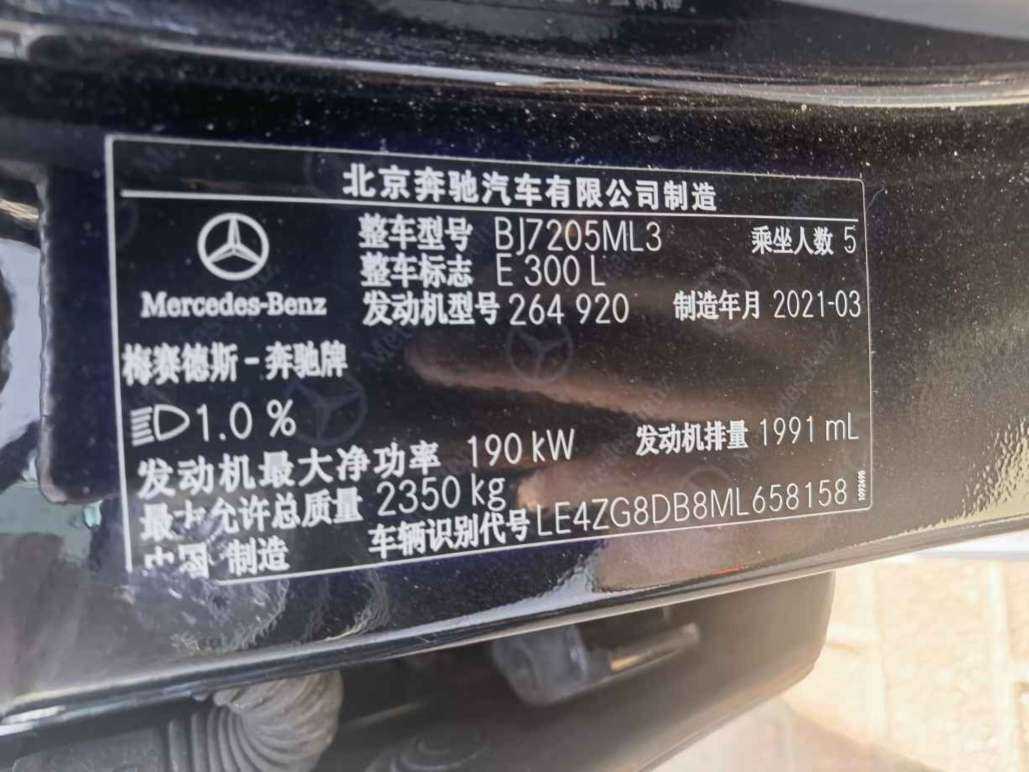 北京奔驰汽车有限公司制造
整车型号 BJ7205ML3 乘坐人数 5
整车标志 E 300 L
Mercedes-Benz
发动机型号 264 920 制造年月 2021-03
梅赛德斯-奔驰牌
1.0 %
发动机最大净功率 190 kW 发动机排量 1991 mL
最大允许总质量 2350 kg
中国 制造 车辆识别代号 LE4ZG8DB8ML658158